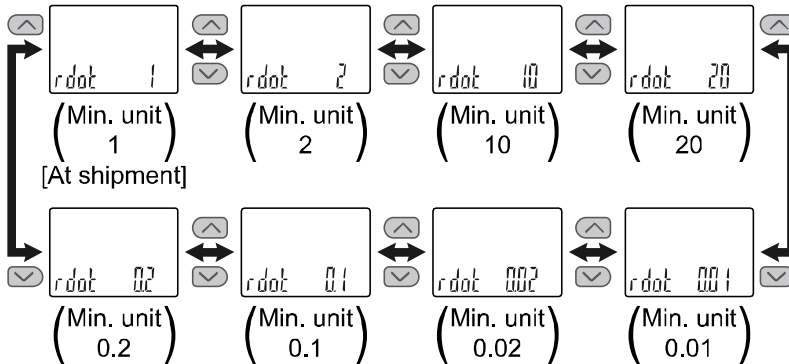 rdot 1
rdot 2
rdot 10
rdot 20
(Min. unit 1)
(Min. unit 2)
(Min. unit 10)
(Min. unit 20)
[At shipment]
rdot 0.2
rdot 0.1
rdot 0.02
rdot 0.01
(Min. unit 0.2)
(Min. unit 0.1)
(Min. unit 0.02)
(Min. unit 0.01)